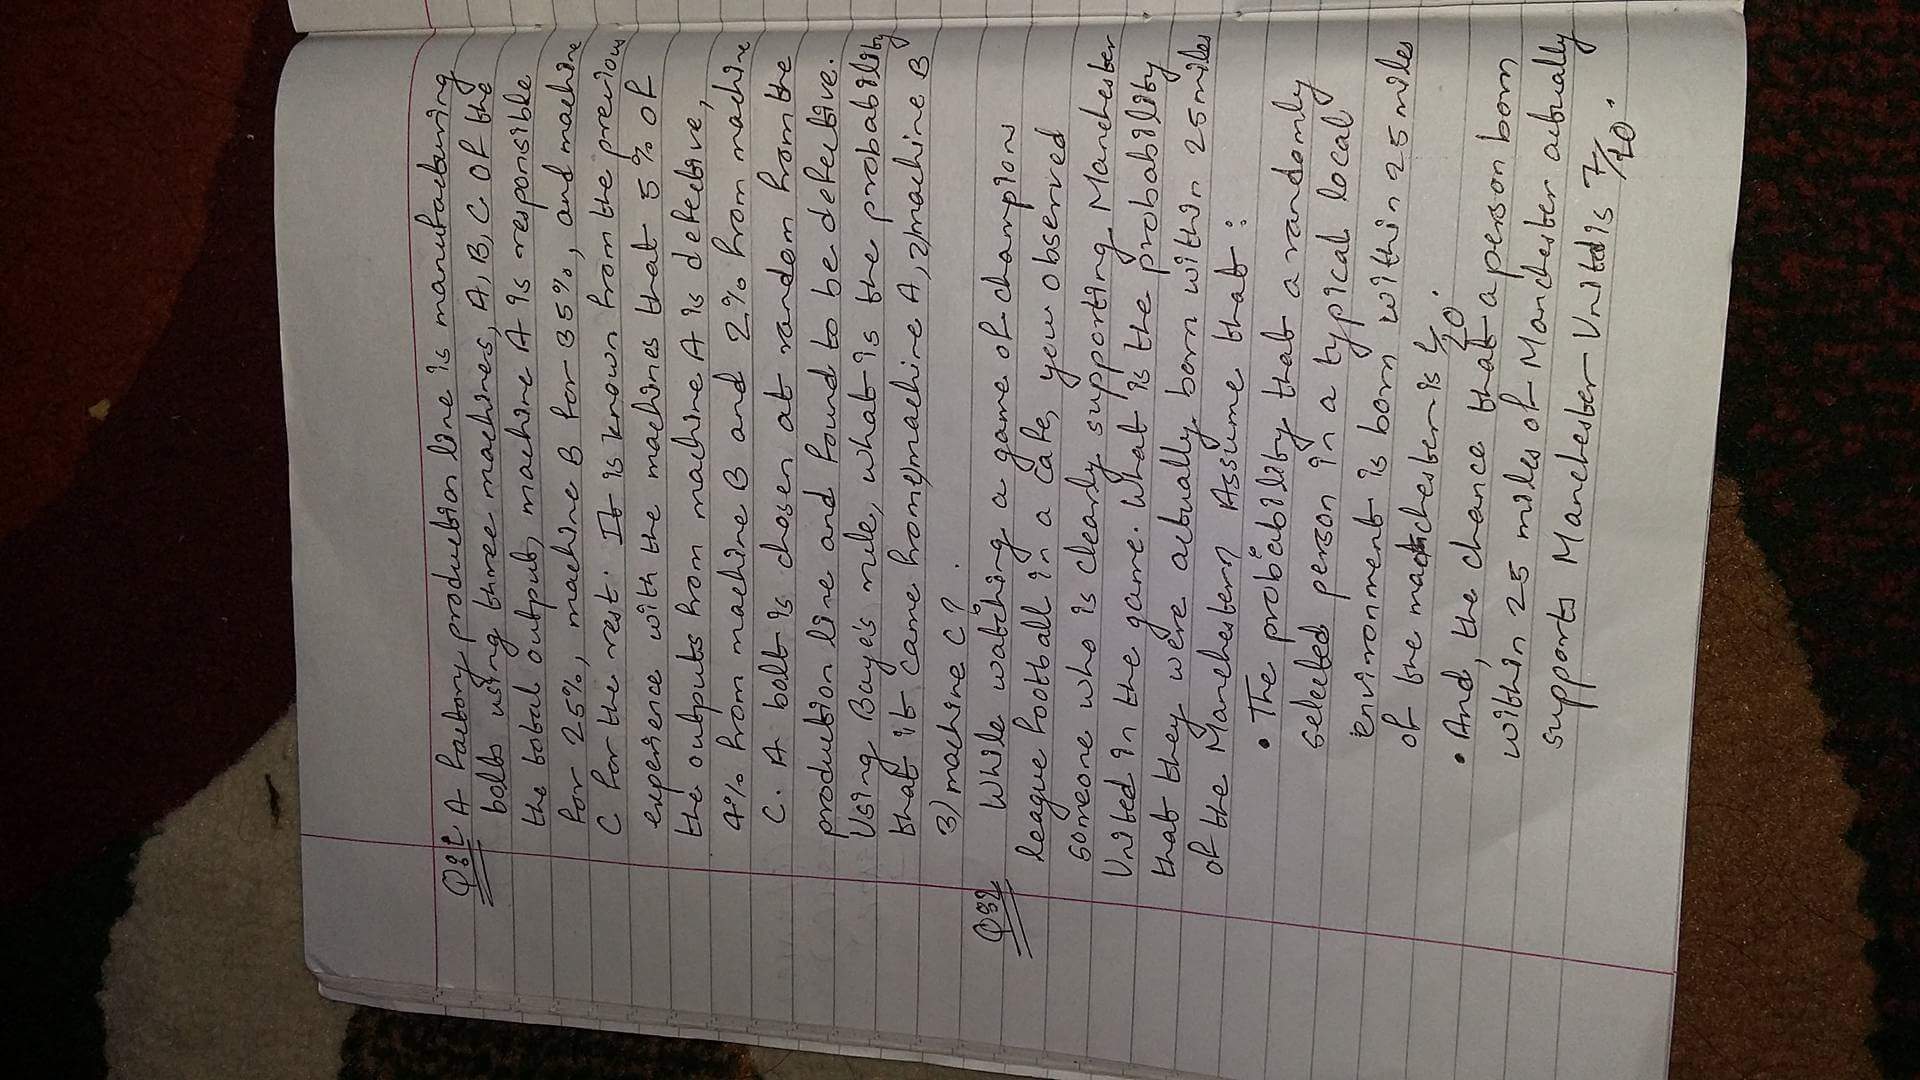 Q:1 A factory production line is manufacturing
bolts using three machines, A, B, C Of the
the total output, machine A is responsible
for 25%, machine B for 35%, and machine
C for the rest. It is known from the previous
experience with the machines that 5% of
the outputs from machine A is defective,
4% from machine B and 2% from machine
C. A bolt is chosen at random from the
production line and found to be defective.
Using Baye's rule, what is the probability
that it came from 1) machine A, 2) machine B
3) machine C?
Q:2 While watching a game of champions
league football in a cafe, you observed
someone who is clearly supporting Manchester
United in the game. What is the probability
that they were actually born within 25 miles
of the Manchester? Assume that :
• The probability that a randomly
selected person in a typical local
environment is born within 25 miles
of the machester is 1/20.
• And, the chance that a person born
within 25 miles of Manchester actually
supports Manchester United is 7/10.